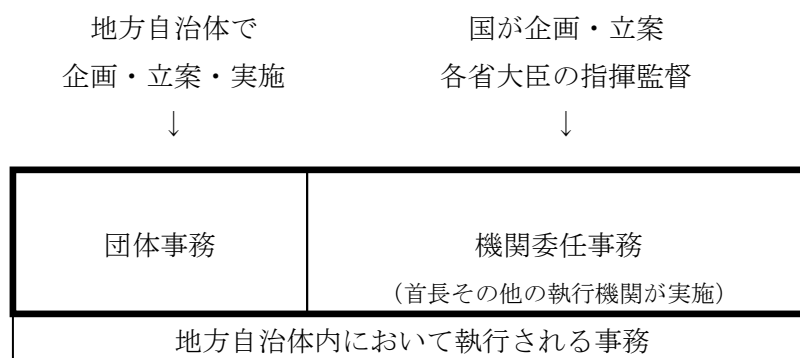 地方自治体で
企画・立案・実施
↓
国が企画・立案
各省大臣の指揮監督
↓
団体事務
機関委任事務
（首長その他の執行機関が実施）
地方自治体内において執行される事務